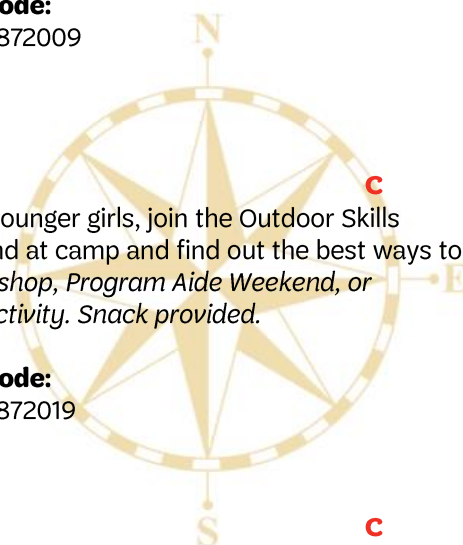 ode:
872009
N
C
ounger girls, join the Outdoor Skills
nd at camp and find out the best ways to
shop, Program Aide Weekend, or
E
ctivity. Snack provided.
ode:
872019
S
C